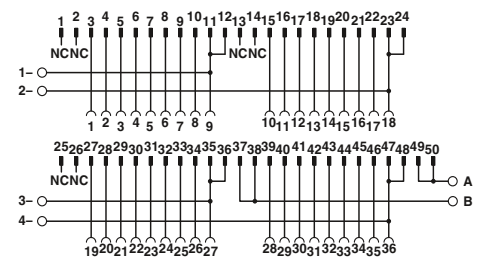 1 2 3 4 5 6 7 8 9 10 11 12 13 14 15 16 17 18 19 20 21 22 23 24
NC NC NC NC
1–
2–
1 2 3 4 5 6 7 8 9 10 11 12 13 14 15 16 17 18
25 26 27 28 29 30 31 32 33 34 35 36 37 38 39 40 41 42 43 44 45 46 47 48 49 50
NC NC
A
3–
B
4–
19 20 21 22 23 24 25 26 27 28 29 30 31 32 33 34 35 36